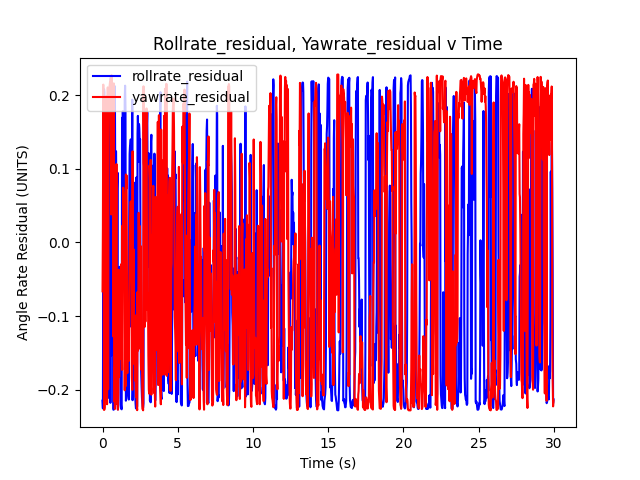 Rollrate_residual, Yawrate_residual v Time
rollrate_residual
yawrate_residual
Angle Rate Residual (UNITS)
0.2
0.1
0.0
−0.1
−0.2
0 5 10 15 20 25 30
Time (s)